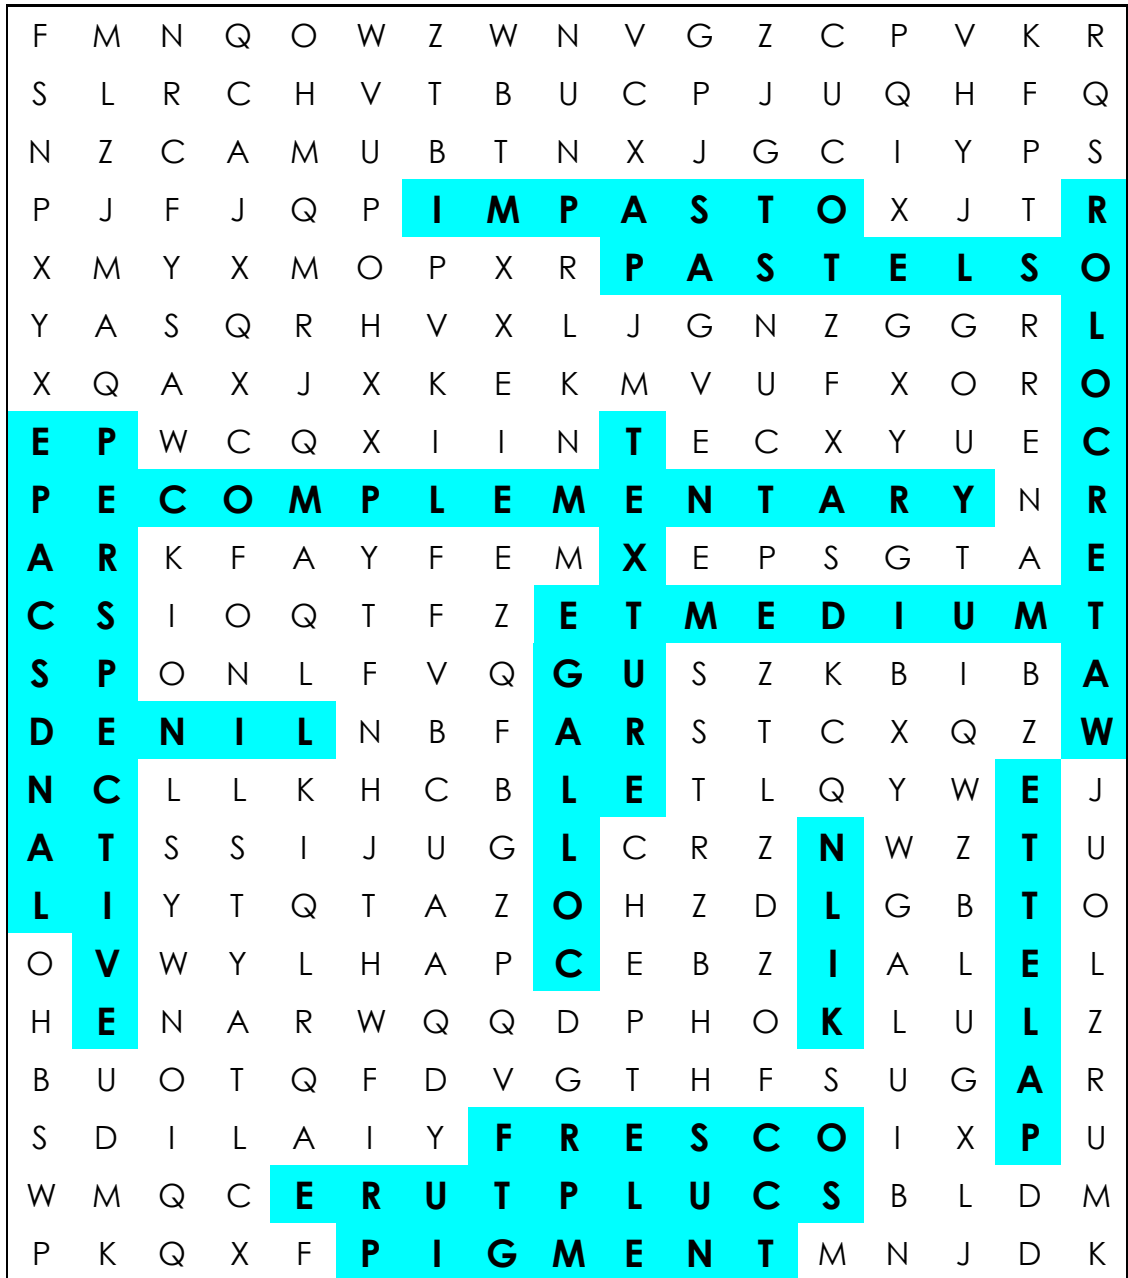 F M N Q O W Z W N V G Z C P V K R
S L R C H V T B U C P J U Q H F Q
N Z C A M U B T N X J G C I Y P S
P J F J Q P I M P A S T O X J T R
X M Y X M O P X R P A S T E L S O
Y A S Q R H V X L J G N Z G G R L
X Q A X J X K E K M V U F X O R O
E P W C Q X I I N T E C X Y U E C
P E C O M P L E M E N T A R Y N R
A R K F A Y F E M X E P S G T A E
C S I O Q T F Z E T M E D I U M T
S P O N L F V Q G U S Z K B I B A
D E N I L N B F A R S T C X Q Z W
N C L L K H C B L E T L Q Y W E J
A T S S I J U G L C R Z N W Z T U
L I Y T Q T A Z O H Z D L G B T O
O V W Y L H A P C E B Z I A L E L
H E N A R W Q Q D P H O K L U L Z
B U O T Q F D V G T H F S U G A R
S D I L A I Y F R E S C O I X P U
W M Q C E R U T P L U C S B L D M
P K Q X F P I G M E N T M N J D K